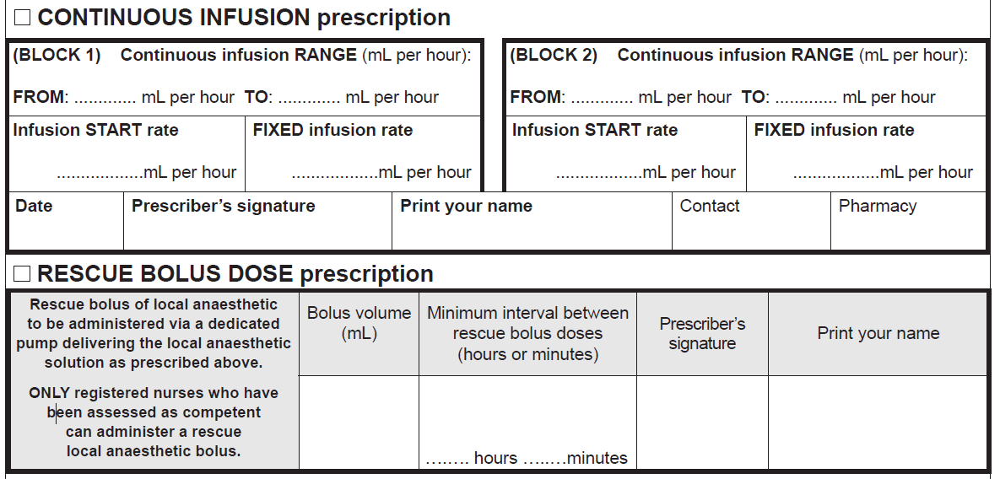 ☐ CONTINUOUS INFUSION prescription
(BLOCK 1) Continuous infusion RANGE (mL per hour):
FROM: ............. mL per hour TO: ............. mL per hour
Infusion START rate
..................mL per hour
FIXED infusion rate
..................mL per hour
(BLOCK 2) Continuous infusion RANGE (mL per hour):
FROM: ............. mL per hour TO: ............. mL per hour
Infusion START rate
..................mL per hour
FIXED infusion rate
..................mL per hour
Date
Prescriber’s signature
Print your name
Contact
Pharmacy
☐ RESCUE BOLUS DOSE prescription
Rescue bolus of local anaesthetic
to be administered via a dedicated
pump delivering the local anaesthetic
solution as prescribed above.
ONLY registered nurses who have
been assessed as competent
can administer a rescue
local anaesthetic bolus.
Bolus volume
(mL)
Minimum interval between
rescue bolus doses
(hours or minutes)
Prescriber’s
signature
Print your name
…….. hours ……..minutes